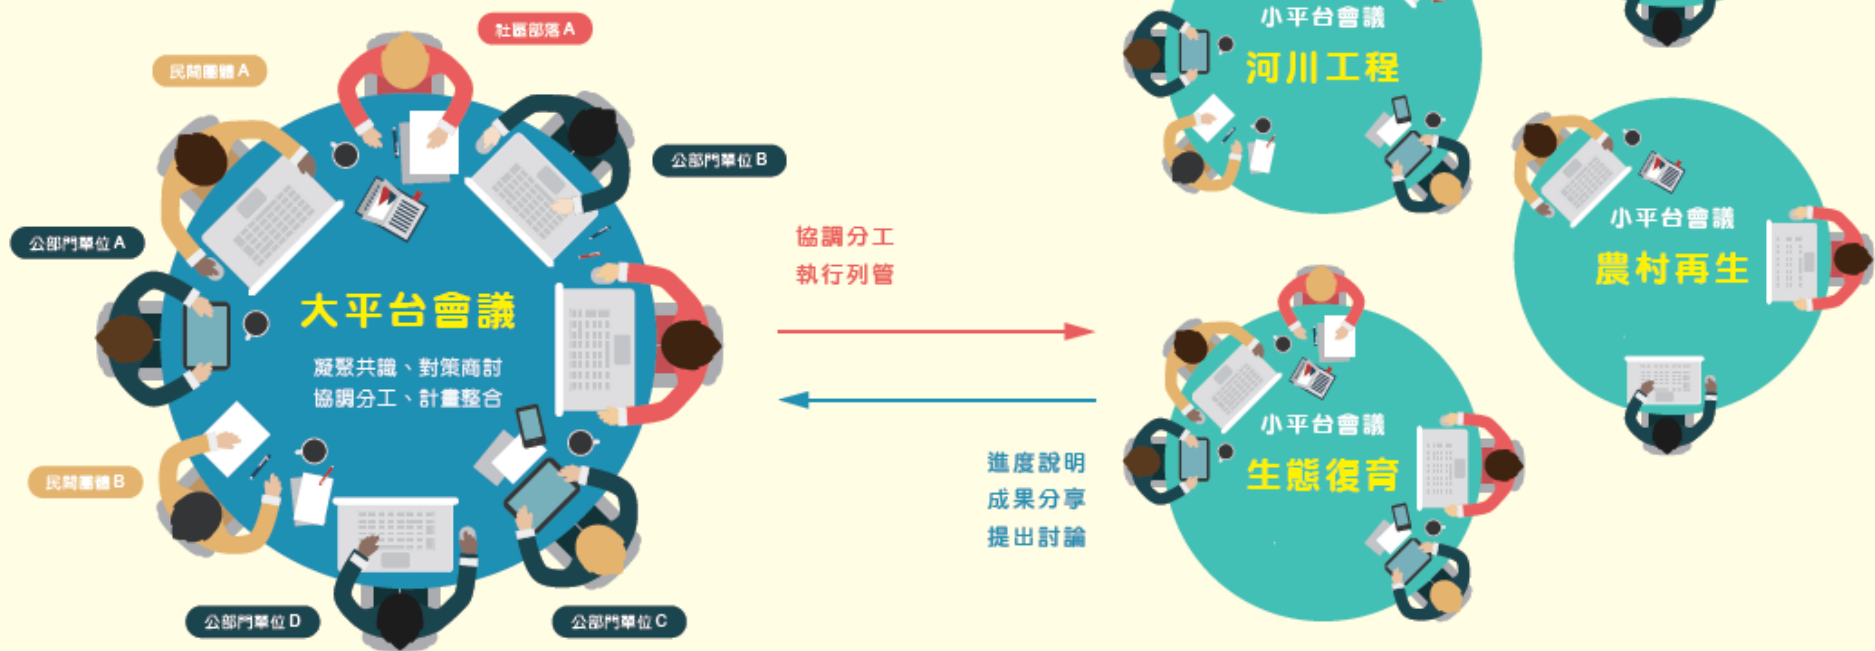 社區部落A
民間團體A
公部門單位B
公部門單位A
大平台會議
凝聚共識、對策商討
協調分工、計畫整合
民間團體B
公部門單位D
公部門單位C
協調分工
執行列管
進度說明
成果分享
提出討論
小平台會議
河川工程
小平台會議
農村再生
小平台會議
生態復育